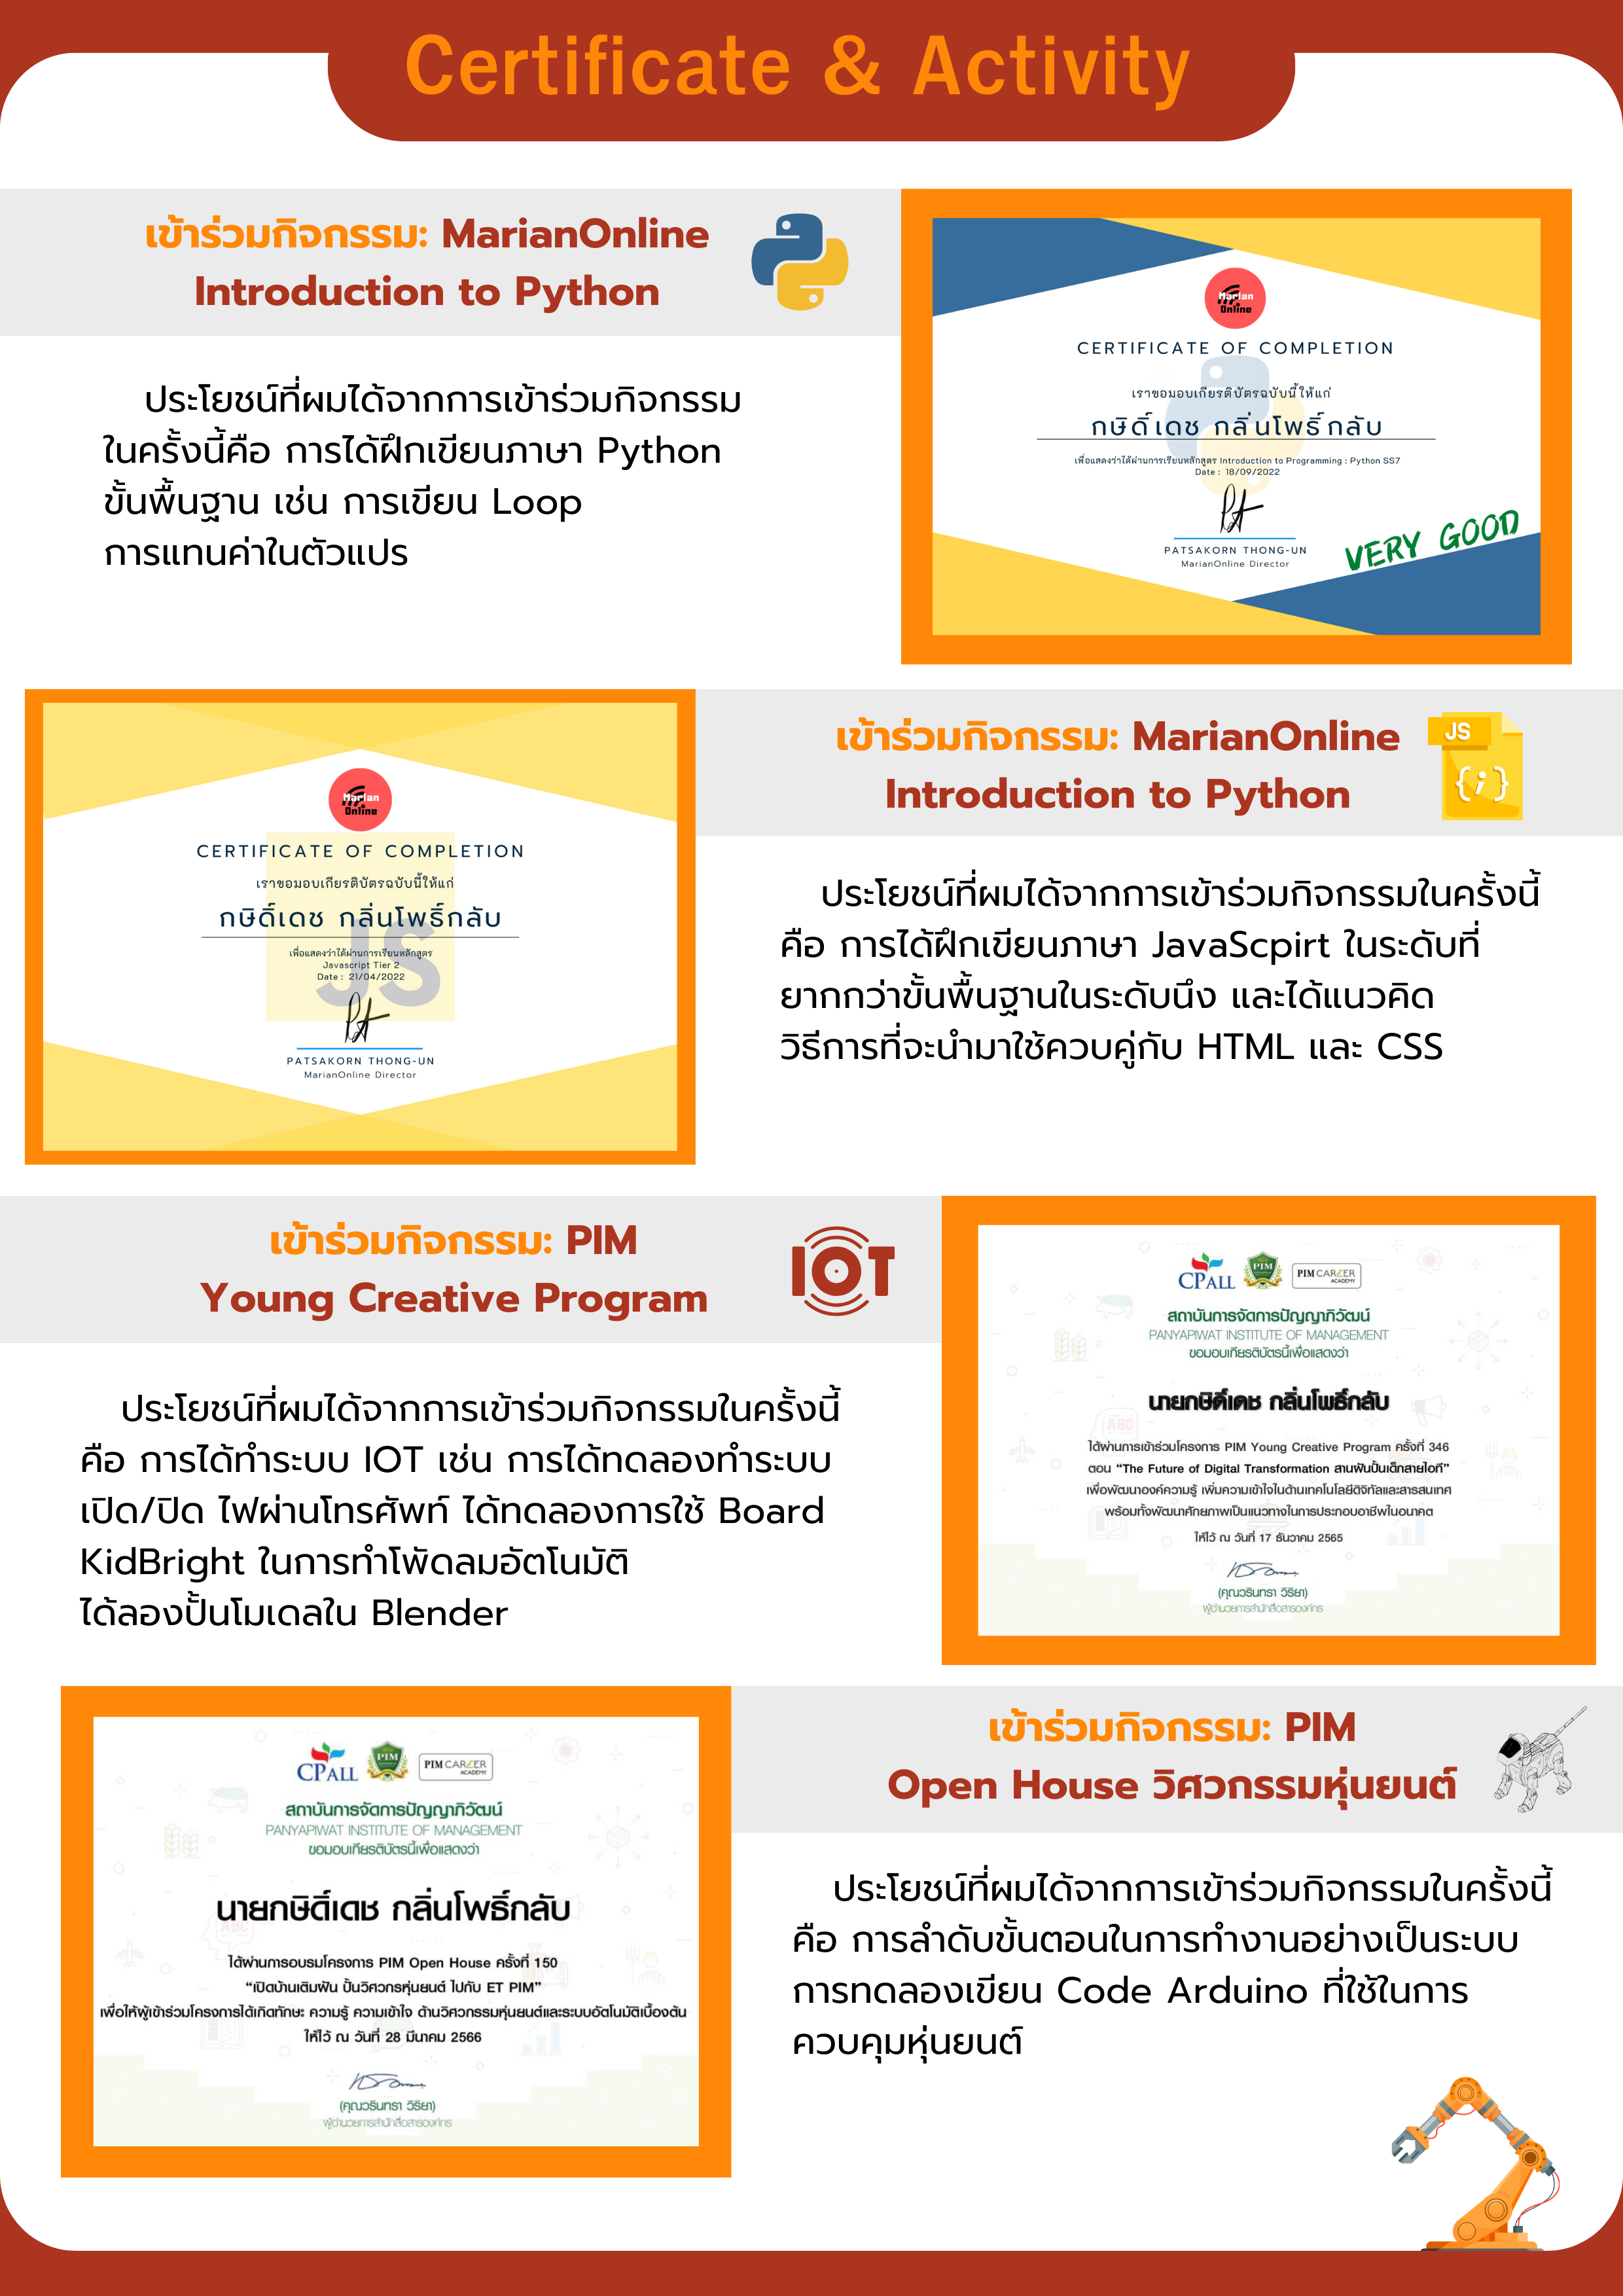 Certificate & Activity
เข้าร่วมกิจกรรม: MarianOnline
Introduction to Python
ประโยชน์ที่ผมได้จากการเข้าร่วมกิจกรรม
ในครั้งนี้คือ การได้ฝึกเขียนภาษา Python
ขั้นพื้นฐาน เช่น การเขียน Loop
การแทนค่าในตัวแปร
Marian
Online
CERTIFICATE OF COMPLETION
เราขอมอบเกียรติบัตรฉบับนี้ให้แก่
กษิดิ์เดช กลิ่นโพธิ์กลับ
เพื่อแสดงว่าได้ผ่านการเรียนหลักสูตร Introduction to Programming : Python SS7
Date : 18/09/2022
PATSAKORN THONG-UN
MarianOnline Director
VERY GOOD
Marian
Online
CERTIFICATE OF COMPLETION
เราขอมอบเกียรติบัตรฉบับนี้ให้แก่
กษิดิ์เดช กลิ่นโพธิ์กลับ
JS
เพื่อแสดงว่าได้ผ่านการเรียนหลักสูตร
Javascript Tier 2
Date : 21/04/2022
PATSAKORN THONG-UN
MarianOnline Director
เข้าร่วมกิจกรรม: MarianOnline
Introduction to Python
JS
{;}
ประโยชน์ที่ผมได้จากการเข้าร่วมกิจกรรมในครั้งนี้
คือ การได้ฝึกเขียนภาษา JavaScpirt ในระดับที่
ยากกว่าขั้นพื้นฐานในระดับนึง และได้แนวคิด
วิธีการที่จะนำมาใช้ควบคู่กับ HTML และ CSS
เข้าร่วมกิจกรรม: PIM
Young Creative Program
IOT
ประโยชน์ที่ผมได้จากการเข้าร่วมกิจกรรมในครั้งนี้
คือ การได้ทำระบบ IOT เช่น การได้ทดลองทำระบบ
เปิด/ปิด ไฟผ่านโทรศัพท์ ได้ทดลองการใช้ Board
KidBright ในการทำโพัดลมอัตโนมัติ
ได้ลองปั้นโมเดลใน Blender
CPALL PIM PIM CAREER ACADEMY
สถาบันการจัดการปัญญาภิวัฒน์
PANYAPIWAT INSTITUTE OF MANAGEMENT
ขอมอบเกียรติบัตรนี้เพื่อแสดงว่า
นายกษิดิ์เดช กลิ่นโพธิ์กลับ
ABC
ได้ผ่านการเข้าร่วมโครงการ PIM Young Creative Program ครั้งที่ 346
ตอน “The Future of Digital Transformation สานฝันปั้นเด็กสายไอที”
เพื่อพัฒนาองค์ความรู้ เพิ่มความเข้าใจในด้านเทคโนโลยีดิจิทัลและสารสนเทศ
พร้อมทั้งพัฒนาศักยภาพเป็นแนวทางในการประกอบอาชีพในอนาคต
ให้ไว้ ณ วันที่ 17 ธันวาคม 2565
(คุณวรินทรา วิริยา)
ผู้อำนวยการสำนักสื่อสารองค์กร
CPALL PIM PIM CAREER ACADEMY
สถาบันการจัดการปัญญาภิวัฒน์
PANYAPIWAT INSTITUTE OF MANAGEMENT
ขอมอบเกียรติบัตรนี้เพื่อแสดงว่า
นายกษิดิ์เดช กลิ่นโพธิ์กลับ
ABC
ได้ผ่านการอบรมโครงการ PIM Open House ครั้งที่ 150
“เปิดบ้านเติมฝัน ปั้นวิศวกรหุ่นยนต์ ไปกับ ET PIM”
เพื่อให้ผู้เข้าร่วมโครงการได้เกิดทักษะ ความรู้ ความเข้าใจ ด้านวิศวกรรมหุ่นยนต์และระบบอัตโนมัติเบื้องต้น
ให้ไว้ ณ วันที่ 28 มีนาคม 2566
(คุณวรินทรา วิริยา)
ผู้อำนวยการสำนักสื่อสารองค์กร
เข้าร่วมกิจกรรม: PIM
Open House วิศวกรรมหุ่นยนต์
ประโยชน์ที่ผมได้จากการเข้าร่วมกิจกรรมในครั้งนี้
คือ การลำดับขั้นตอนในการทำงานอย่างเป็นระบบ
การทดลองเขียน Code Arduino ที่ใช้ในการ
ควบคุมหุ่นยนต์